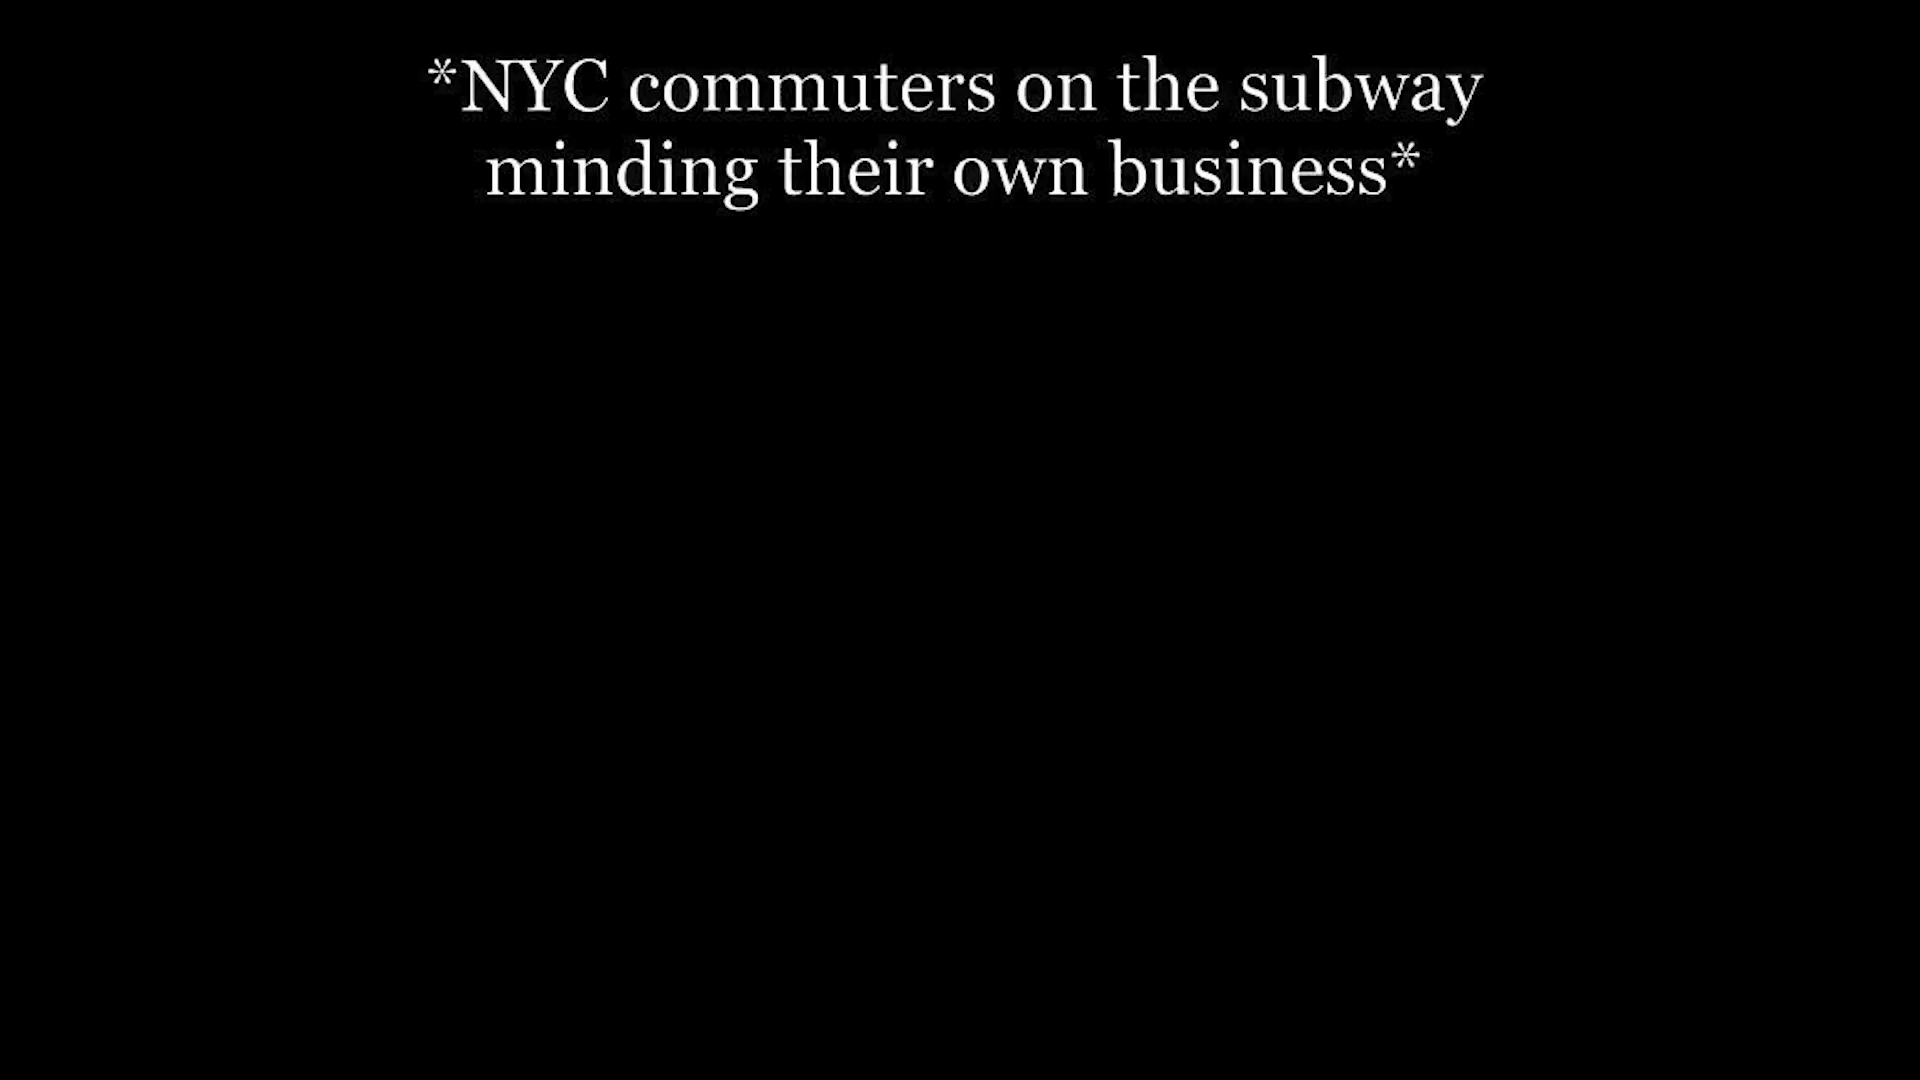 *NYC commuters on the subway
minding their own business*